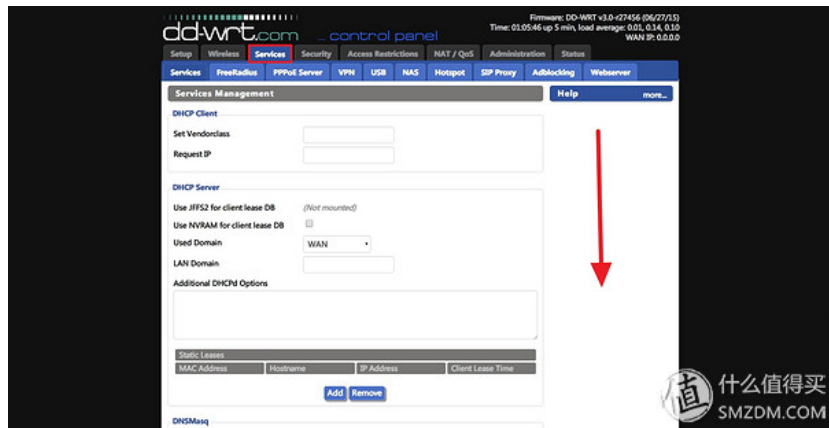 Firmware: DD-WRT v3.0-r27456 (06/27/15)
Time: 01:05:46 up 5 min, load average: 0.01, 0.14, 0.10
WAN IP: 0.0.0.0
dd-wrt.com ... control panel
Setup Wireless Services Security Access Restrictions NAT / QoS Administration Status
Services FreeRadius PPPoE Server VPN USB NAS Hotspot SIP Proxy Adblocking Webserver
Services Management
Help more...
DHCP Client
Set Vendorclass
Request IP
DHCP Server
Use JFFS2 for client lease DB (Not mounted)
Use NVRAM for client lease DB
Used Domain WAN
LAN Domain
Additional DHCPd Options
Static Leases
MAC Address Hostname IP Address Client Lease Time
Add Remove
DNSMasq
值 什么值得买
SMZDM.COM